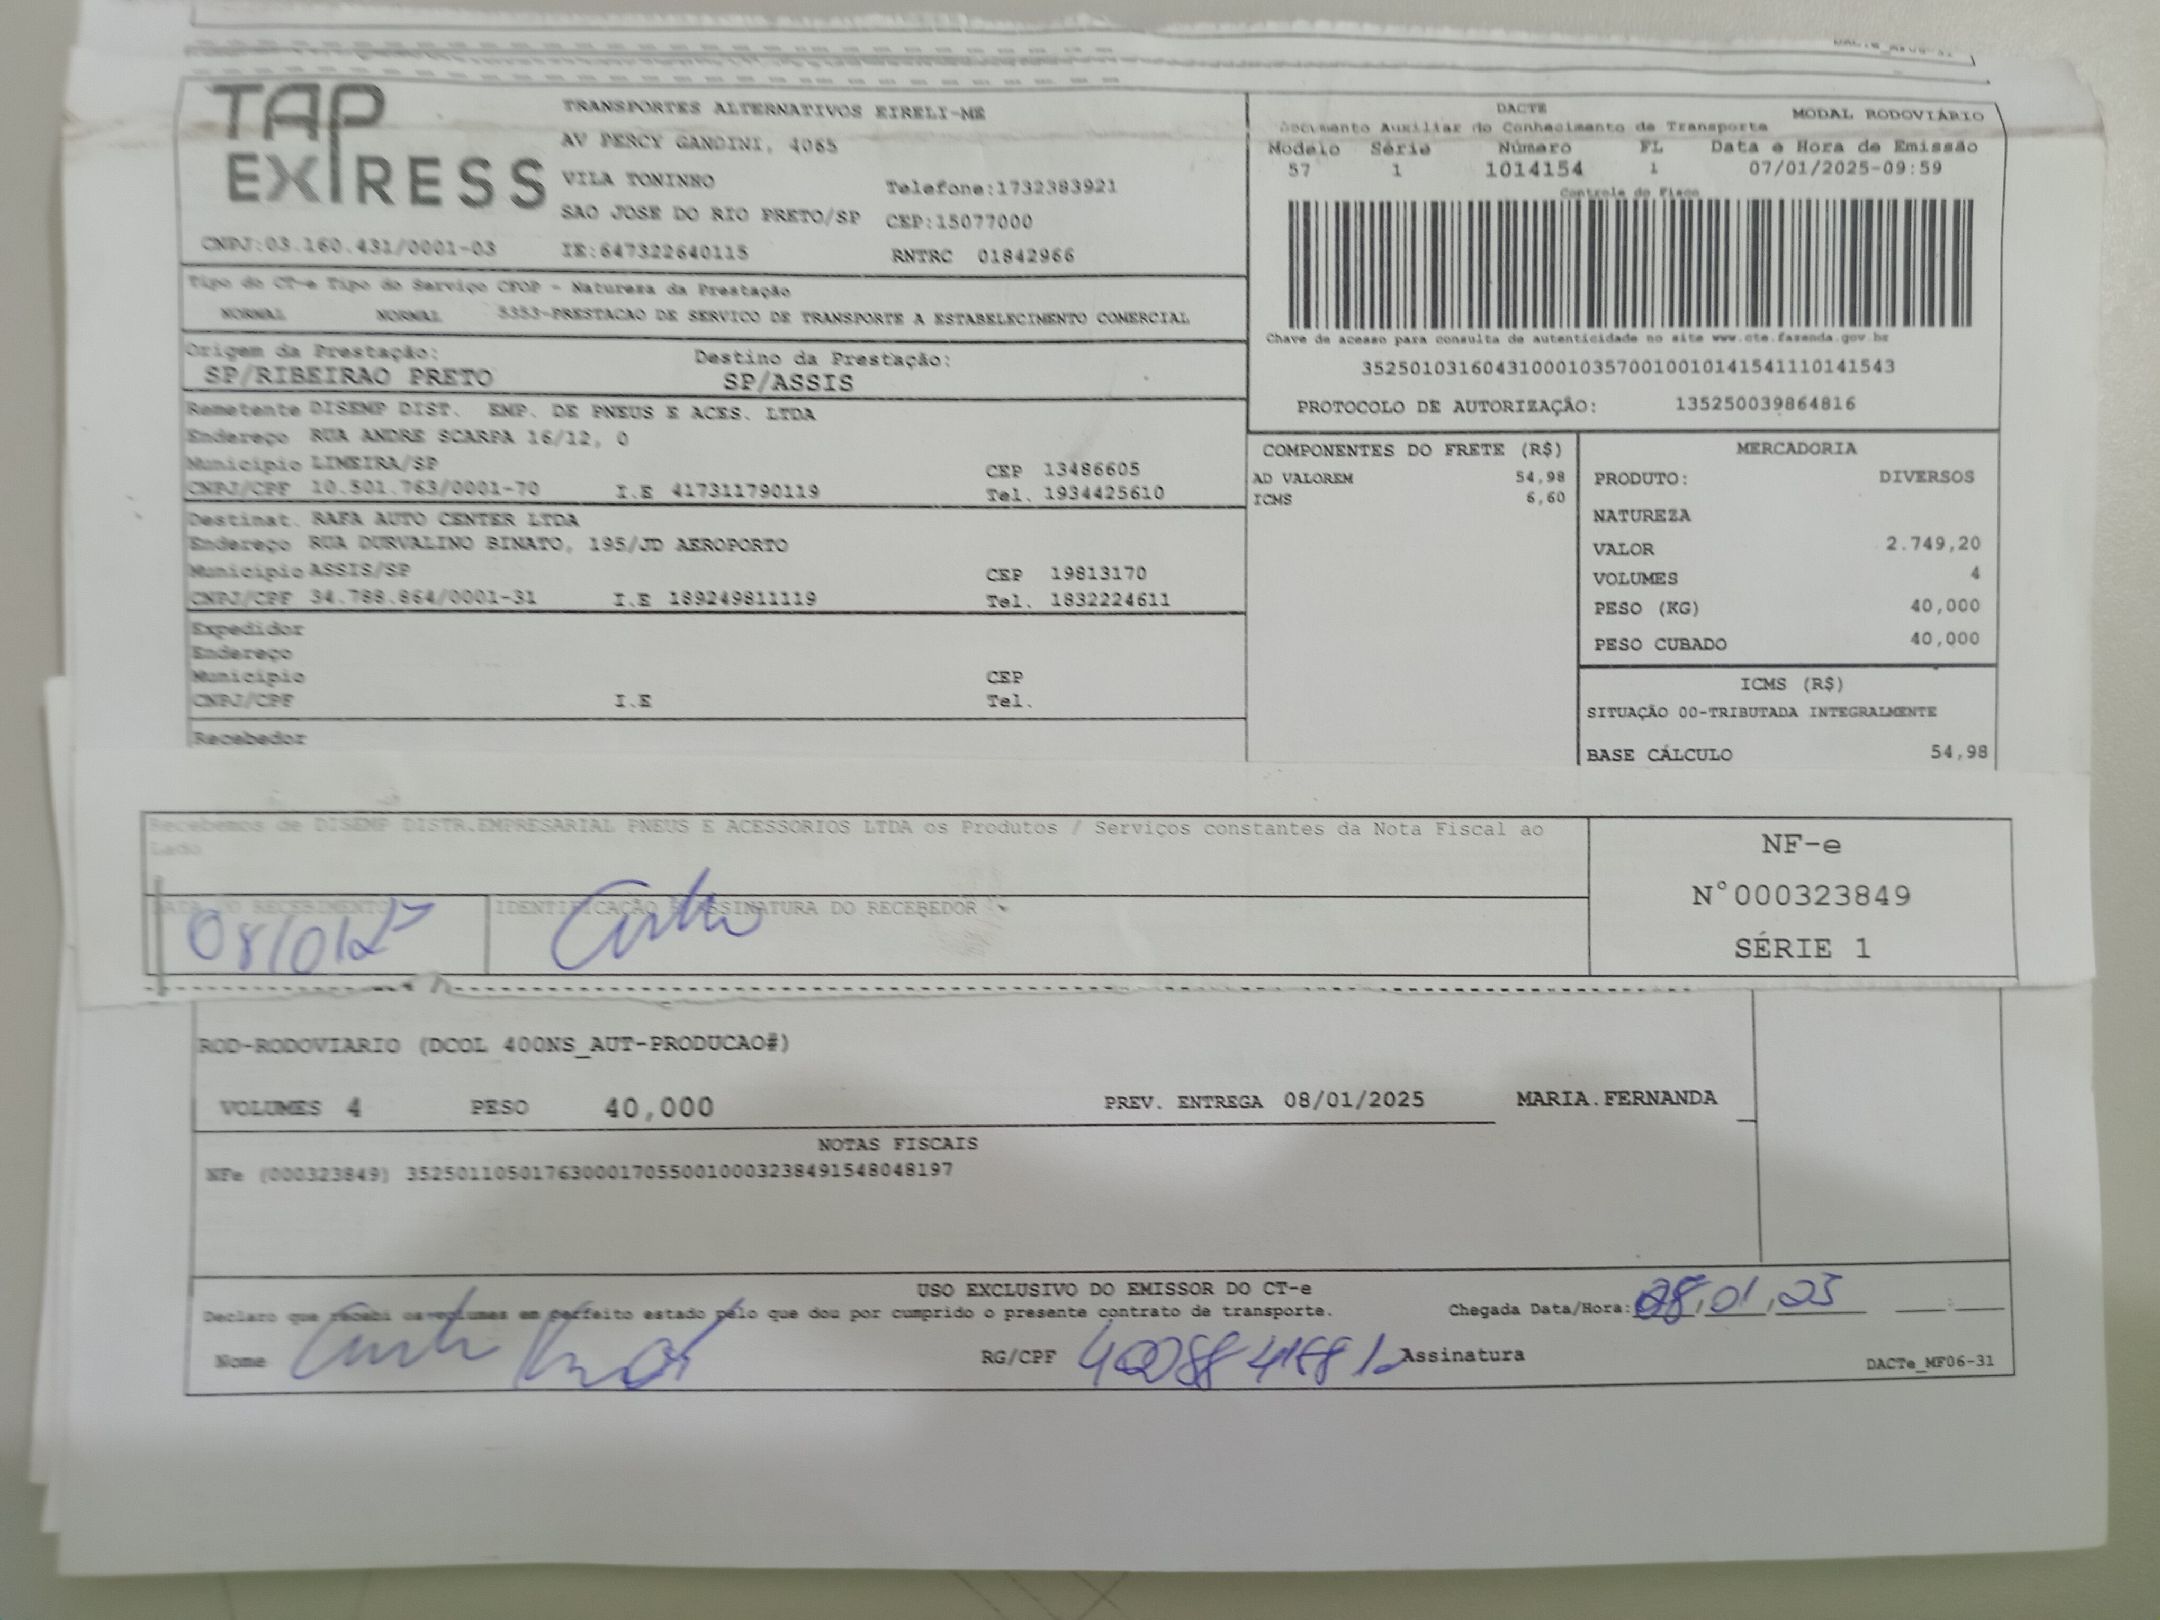 TAP EXPRESS
TRANSPORTES ALTERNATIVOS EIRELI-ME
AV PERCY GANDINI, 4065
VILA TONINHO Telefone:1732383921
SAO JOSE DO RIO PRETO/SP CEP:15077000
CNPJ:03.160.431/0001-03 IE:647322640115 RNTRC 01842966
DACTE MODAL RODOVIÁRIO
Documento Auxiliar do Conhecimento de Transporte
Modelo Série Número FL Data e Hora de Emissão
57 1 1014154 1 07/01/2025-09:59
Controle do Fisco
Chave de acesso para consulta de autenticidade no site www.cte.fazenda.gov.br
35250103160431000103570010010141541110141543
PROTOCOLO DE AUTORIZAÇÃO: 135250039864816
Tipo do CT-e Tipo do Serviço CFOP - Natureza da Prestação
NORMAL NORMAL 5353-PRESTACAO DE SERVICO DE TRANSPORTE A ESTABELECIMENTO COMERCIAL
Origem da Prestação: Destino da Prestação:
SP/RIBEIRAO PRETO SP/ASSIS
Remetente DISEMP DIST. EMP. DE PNEUS E ACES. LTDA
Endereço RUA ANDRE SCARPA 16/12, 0
Município LIMEIRA/SP CEP 13486605
CNPJ/CPF 10.501.763/0001-70 I.E 417311790119 Tel. 1934425610
Destinat. RAFA AUTO CENTER LTDA
Endereço RUA DURVALINO BINATO, 195/JD AEROPORTO
Município ASSIS/SP CEP 19813170
CNPJ/CPF 34.788.864/0001-31 I.E 189249811119 Tel. 1832224611
Expedidor
Endereço
Município CEP
CNPJ/CPF I.E Tel.
Recebedor
COMPONENTES DO FRETE (R$)
AD VALOREM 54,98
ICMS 6,60
MERCADORIA
PRODUTO: DIVERSOS
NATUREZA
VALOR 2.749,20
VOLUMES 4
PESO (KG) 40,000
PESO CUBADO 40,000
ICMS (R$)
SITUAÇÃO 00-TRIBUTADA INTEGRALMENTE
BASE CÁLCULO 54,98
Recebemos de DISEMP DISTR.EMPRESARIAL PNEUS E ACESSORIOS LTDA os Produtos / Serviços constantes da Nota Fiscal ao
Lado
DATA DO RECEBIMENTO IDENTIFICAÇÃO ASSINATURA DO RECEBEDOR
08/01/25
NF-e
N°000323849
SÉRIE 1
ROD-RODOVIARIO (DCOL 400NS_AUT-PRODUCAO#)
VOLUMES 4 PESO 40,000 PREV. ENTREGA 08/01/2025 MARIA.FERNANDA
NOTAS FISCAIS
NFe (000323849) 35250110501763000170550010003238491548048197
USO EXCLUSIVO DO EMISSOR DO CT-e
Declaro que recebi os volumes em perfeito estado pelo que dou por cumprido o presente contrato de transporte. Chegada Data/Hora: 08,01,25
Nome RG/CPF Assinatura
DACTe_MF06-31